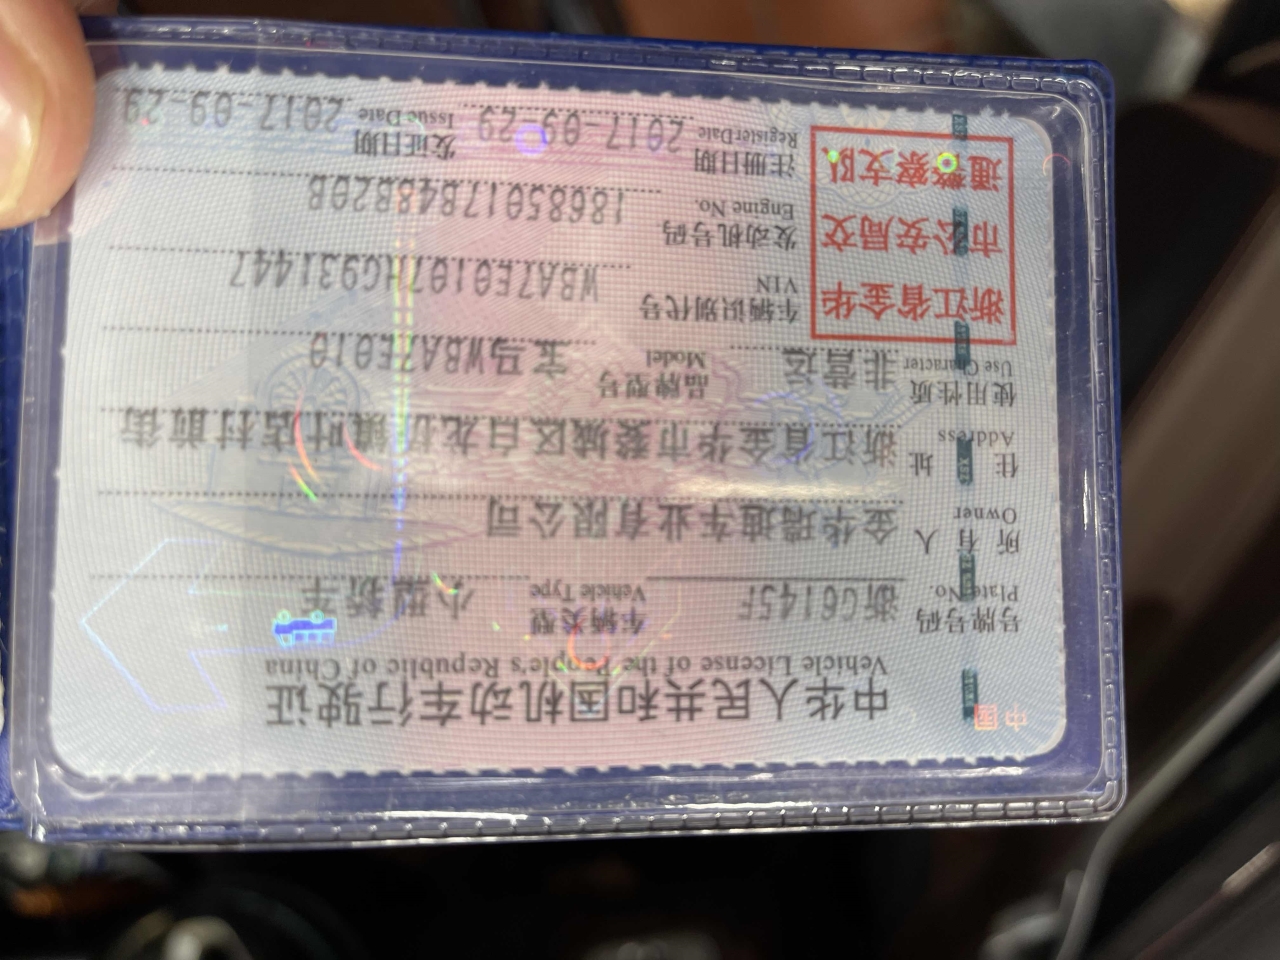 中华人民共和国机动车行驶证
Vehicle License of the People's Republic of China
号牌号码 浙G6145F 车辆类型 小型轿车
Plate No. Vehicle Type
所有人 金华瑞迪车业有限公司
Owner
住址 浙江省金华市婺城区白龙桥镇叶店村前街
Address
使用性质 非营运 品牌型号 宝马WBA7E010
Use Character Model
浙江省金华
市公安局交
通警察支队
车辆识别代号 WBA7E0107HG931447
VIN
发动机号码 18685017B48B20B
Engine No.
注册日期 2017-09-29 发证日期 2017-09-29
Register Date Issue Date
中国